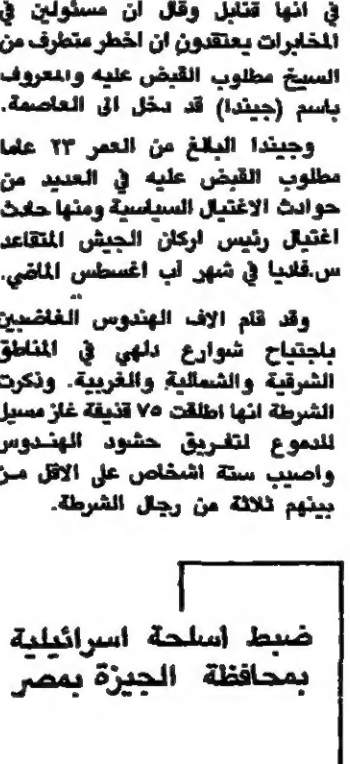 في انها قنابل وقال ان مسئولين في
المخابرات يعتقدون ان اخطر متطرف من
السيخ مطلوب القبض عليه والمعروف
باسم (جيندا) قد دخل الى العاصمة.
وجيندا البالغ من العمر ٢٣ عاما
مطلوب القبض عليه في العديد من
حوادث الاغتيال السياسية ومنها حادث
اغتيال رئيس اركان الجيش المتقاعد
س.فاديا في شهر آب اغسطس الماضي.
وقد قام الاف الهندوس الغاضبين
باجتياح شوارع دلهي في المناطق
الشرقية والشمالية والغربية. وذكرت
الشرطة انها اطلقت ٧٥ قذيفة غاز مسيل
للدموع لتفريق حشود الهندوس
واصيب ستة اشخاص على الاقل من
بينهم ثلاثة من رجال الشرطة.
ضبط اسلحة اسرائيلية
بمحافظة الجيزة بمصر